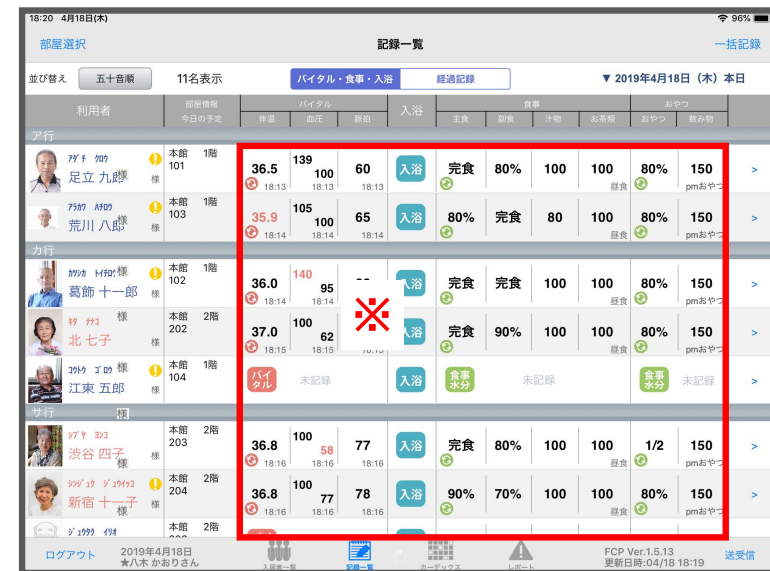 18:20 4月18日(木) 96%
部屋選択 記録一覧 一括記録
並び替え 五十音順 11名表示 バイタル・食事・入浴 経過記録 ▼ 2019年4月18日（木）本日
利用者 部屋情報 バイタル 入浴 食事 おやつ
今日の予定 体温 血圧 脈拍 主食 副食 汁物 お茶類 おやつ 飲み物
ア行
ｱﾀﾞﾁ ｸﾛｳ 本館 1階
足立 九郎 様 様 101 36.5 139 100 60 入浴 完食 80% 100 100 80% 150 >
18:13 18:13 18:13 昼食 pmおやつ
ｱﾗｶﾜ ﾊﾁﾛｳ 本館 1階
荒川 八郎 様 様 103 35.9 105 100 65 入浴 80% 完食 80 100 80% 150 >
18:14 18:14 18:14 昼食 pmおやつ
カ行
ｶﾂｼｶ ﾄｲﾁﾛｳ 様 本館 1階
葛飾 十一郎 様 102 36.0 140 95 入浴 完食 完食 100 100 80% 150 >
18:14 18:14 昼食 pmおやつ
ｷﾀ ﾅﾅｺ 様 本館 2階
北 七子 様 202 37.0 100 62 ※ 入浴 完食 90% 100 100 80% 150 >
18:15 18:15 18:15 昼食 pmおやつ
ｺｳﾄｳ ｺﾞﾛｳ 様 本館 1階
江東 五郎 様 104 バイタル 未記録 入浴 食事水分 未記録 食事水分 未記録 >
サ行 様
ｼﾌﾞﾔ ﾖﾝｺ 本館 2階
渋谷 四子 様 様 203 36.8 100 58 77 入浴 完食 80% 100 100 1/2 150 >
18:16 18:16 18:16 昼食 pmおやつ
ｼﾝｼﾞｭｸ ｼﾞｭｳｲﾁｺ 本館 2階
新宿 十一子 様 様 204 36.8 100 77 78 入浴 90% 70% 100 100 80% 150 >
18:16 18:16 18:16 昼食 pmおやつ
本館 2階
ログアウト 2019年4月18日 FCP Ver.1.5.13 送受信
★八木 かおりさん 入居者一覧 記録一覧 カーデックス レポート 更新日時:04/18 18:19